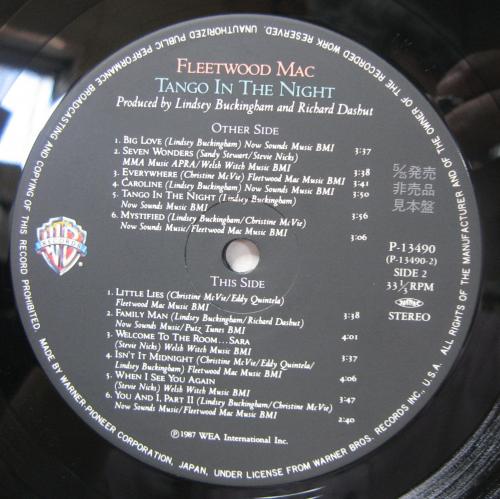 UNAUTHORIZED PUBLIC PERFORMANCE BROADCASTING AND COPYING OF THIS RECORD PROHIBITED.
ALL RIGHTS OF THE MANUFACTURER AND OF THE OWNER OF THE RECORDED WORK RESERVED.
FLEETWOOD MAC
TANGO IN THE NIGHT
Produced by Lindsey Buckingham and Richard Dashut
OTHER SIDE
1. BIG LOVE (Lindsey Buckingham) Now Sounds Music BMI 3:37
2. SEVEN WONDERS (Sandy Stewart/Stevie Nicks)
MMA Music APRA/Welsh Witch Music BMI 3:38
3. EVERYWHERE (Christine Mc Vie) Fleetwood Mac Music BMI 3:41
4. CAROLINE (Lindsey Buckingham) Now Sounds Music BMI 3:50
5. TANGO IN THE NIGHT (Lindsey Buckingham)
Now Sounds Music BMI 3:56
6. MYSTIFIED (Lindsey Buckingham/Christine Mc Vie)
Now Sounds Music/Fleetwood Mac Music BMI 3:06
発売
非売品
見本盤
P-13490
(P-13490-2)
SIDE 2
33 1/3 RPM
STEREO
THIS SIDE
1. LITTLE LIES (Christine Mc Vie/Eddy Quintela)
Fleetwood Mac Music BMI 3:38
2. FAMILY MAN (Lindsey Buckingham/Richard Dashut)
Now Sounds Music/Putz Tunes BMI 4:01
3. WELCOME TO THE ROOM...SARA
(Stevie Nicks) Welsh Witch Music BMI 3:37
4. ISN'T IT MIDNIGHT (Christine Mc Vie/Eddy Quintela/
Lindsey Buckingham) Fleetwood Mac Music BMI 4:06
5. WHEN I SEE YOU AGAIN
(Stevie Nicks) Welsh Witch Music BMI 3:47
6. YOU AND I, PART II (Lindsey Buckingham/Christine Mc Vie)
Now Sounds Music/Fleetwood Mac Music BMI 2:40
℗1987 WEA International Inc.
MADE BY WARNER-PIONEER CORPORATION, JAPAN, UNDER LICENSE FROM WARNER BROS. RECORDS INC., U.S.A.